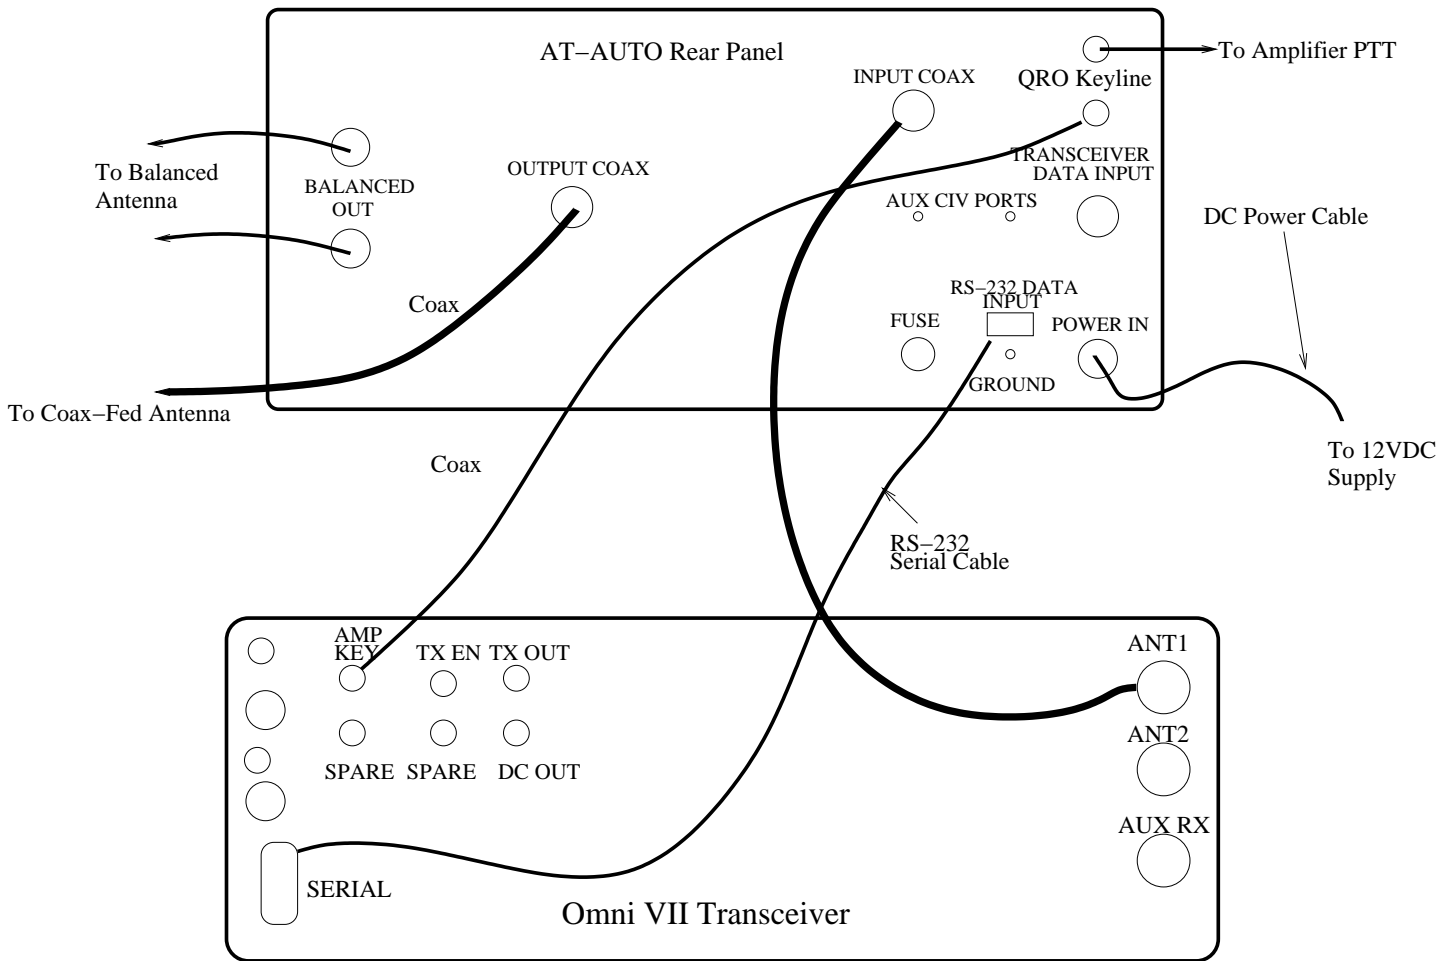 AT−AUTO Rear Panel
To Amplifier PTT
INPUT COAX
QRO Keyline
To Balanced
Antenna
BALANCED
OUT
OUTPUT COAX
TRANSCEIVER
DATA INPUT
AUX CIV PORTS
DC Power Cable
Coax
RS−232 DATA
INPUT
FUSE
POWER IN
GROUND
To Coax−Fed Antenna
To 12VDC
Supply
Coax
RS−232
Serial Cable
AMP
KEY
TX EN
TX OUT
ANT1
SPARE
SPARE
DC OUT
ANT2
AUX RX
SERIAL
Omni VII Transceiver